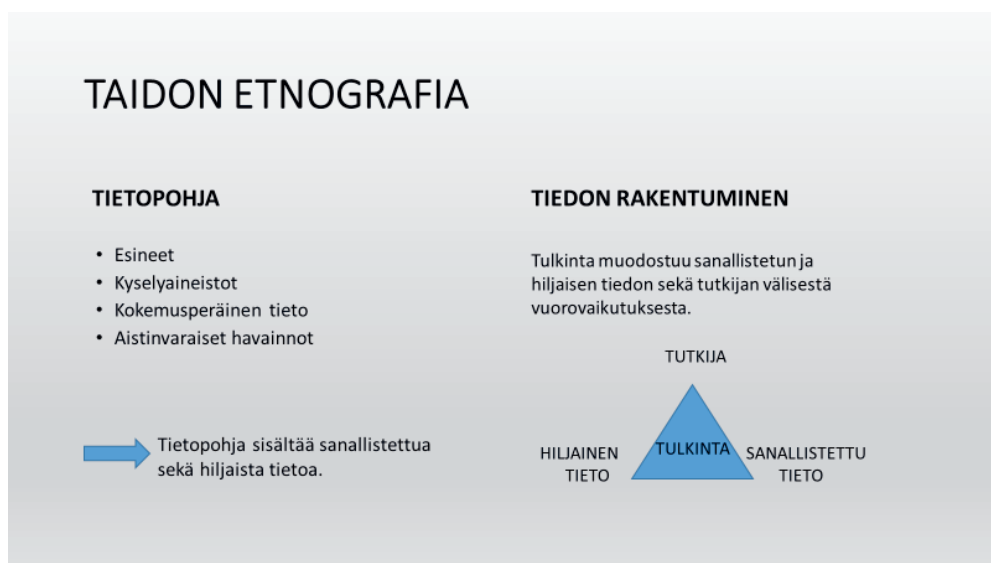 TAIDON ETNOGRAFIA
TIETOPOHJA
• Esineet
• Kyselyaineistot
• Kokemusperäinen tieto
• Aistinvaraiset havainnot
Tietopohja sisältää sanallistettua
sekä hiljaista tietoa.
TIEDON RAKENTUMINEN
Tulkinta muodostuu sanallistetun ja
hiljaisen tiedon sekä tutkijan välisestä
vuorovaikutuksesta.
TUTKIJA
HILJAINEN
TIETO
TULKINTA
SANALLISTETTU
TIETO